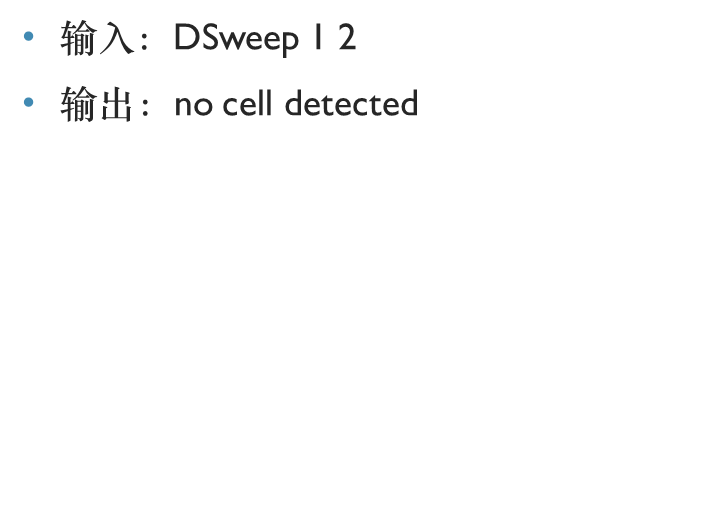 • 输入：DSweep 1 2
• 输出：no cell detected